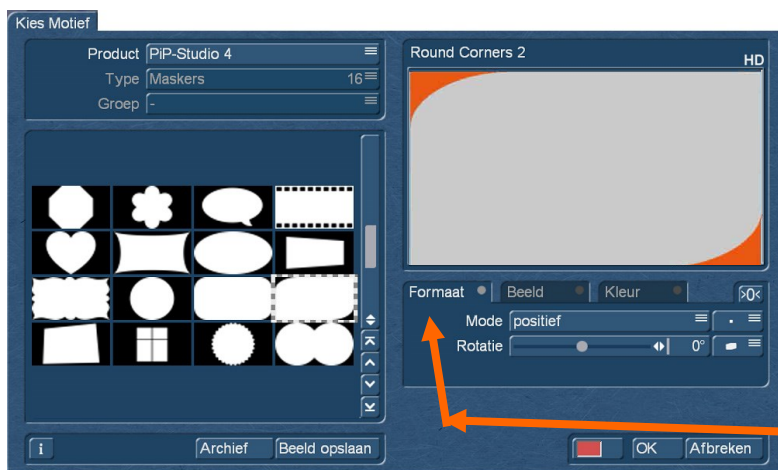 Kies Motief
Product PiP-Studio 4
Type Maskers 16
Groep -
Round Corners 2
HD
Formaat Beeld Kleur >0<
Mode positief
Rotatie 0°
i Archief Beeld opslaan OK Afbreken